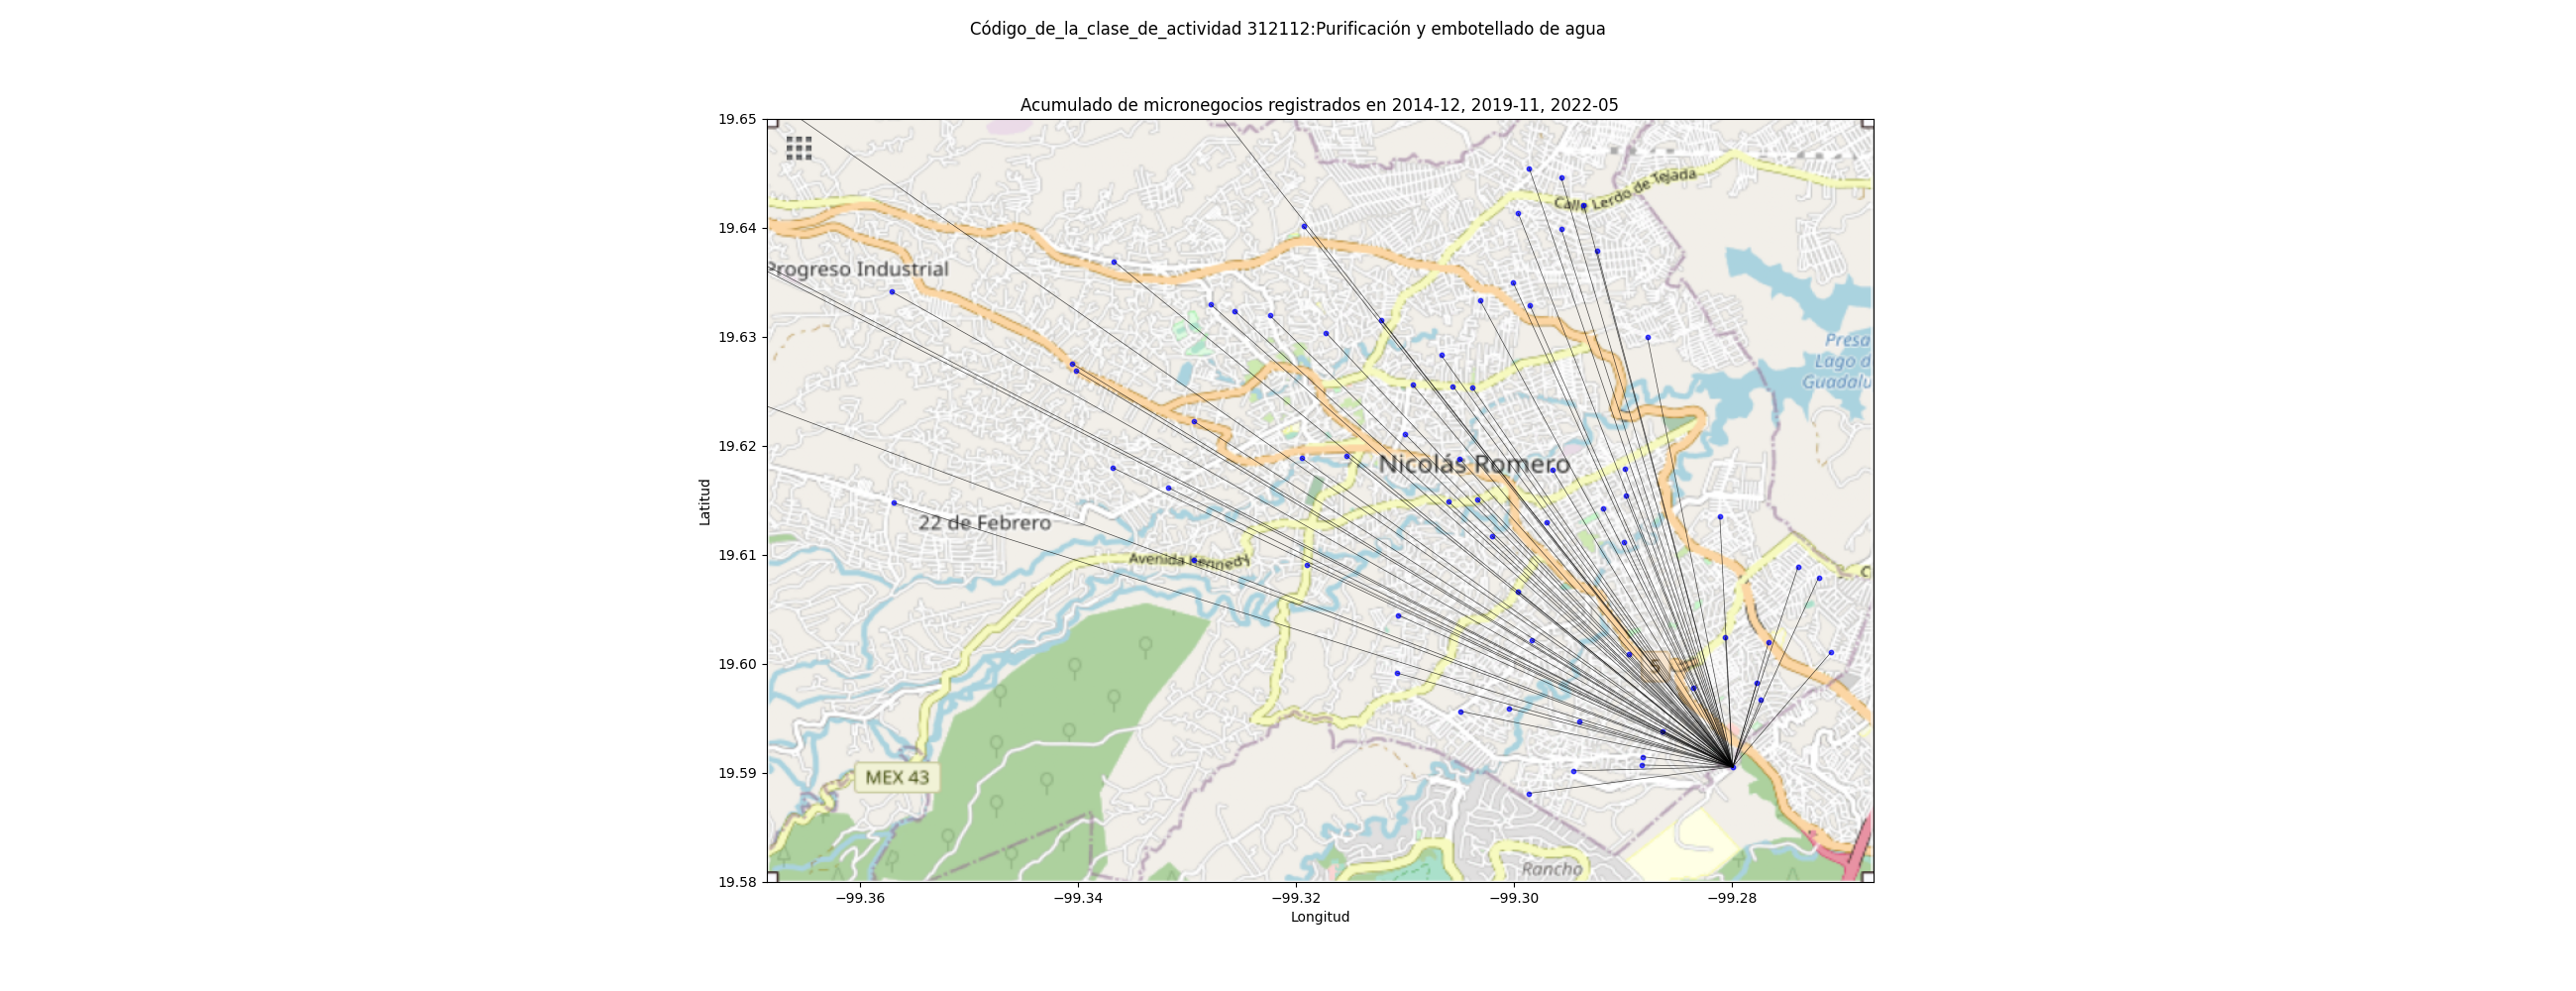 Código_de_la_clase_de_actividad 312112:Purificación y embotellado de agua
Acumulado de micronegocios registrados en 2014-12, 2019-11, 2022-05
19.65
19.64
19.63
19.62
19.61
19.60
19.59
19.58
Latitud
Calle Lerdo de Tejada
Progreso Industrial
Presa
Lago d
Guadalu
Nicolás Romero
22 de Febrero
Avenida Kennedy
C
5
MEX 43
Rancho
−99.36
−99.34
−99.32
−99.30
−99.28
Longitud